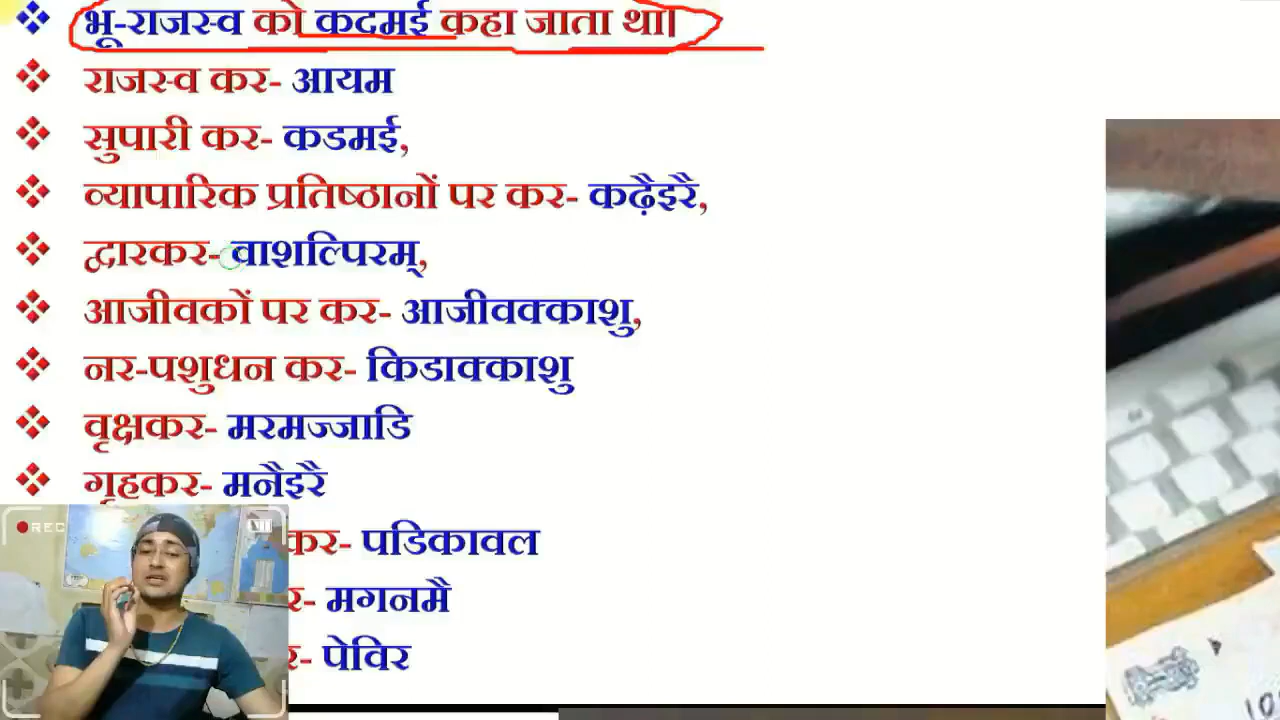 भू-राजस्व को कदमई कहा जाता था।
राजस्व कर- आयम
सुपारी कर- कडमई,
व्यापारिक प्रतिष्ठानों पर कर- कढ़ैइरै,
द्वारकर- वाशल्पिरम्,
आजीवकों पर कर- आजीवक्काशु,
नर-पशुधन कर- किडाक्काशु
वृक्षकर- मरमज्जाडि
गृहकर- मनैइरै
कर- पडिकावल
र- मगनमै
र- पेविर
REC